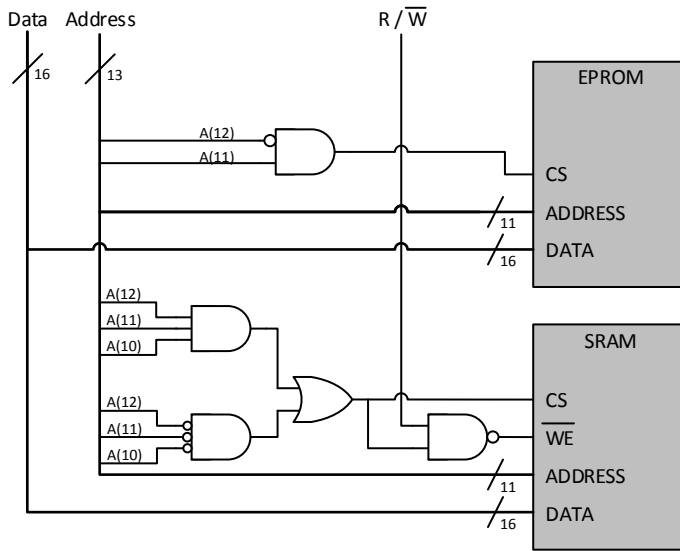 Data Address R / W̅
16 13
EPROM
A(12)
A(11)
CS
ADDRESS
11
DATA
16
A(12)
A(11)
A(10)
SRAM
A(12)
A(11)
A(10)
CS
W̅E̅
ADDRESS
11
DATA
16